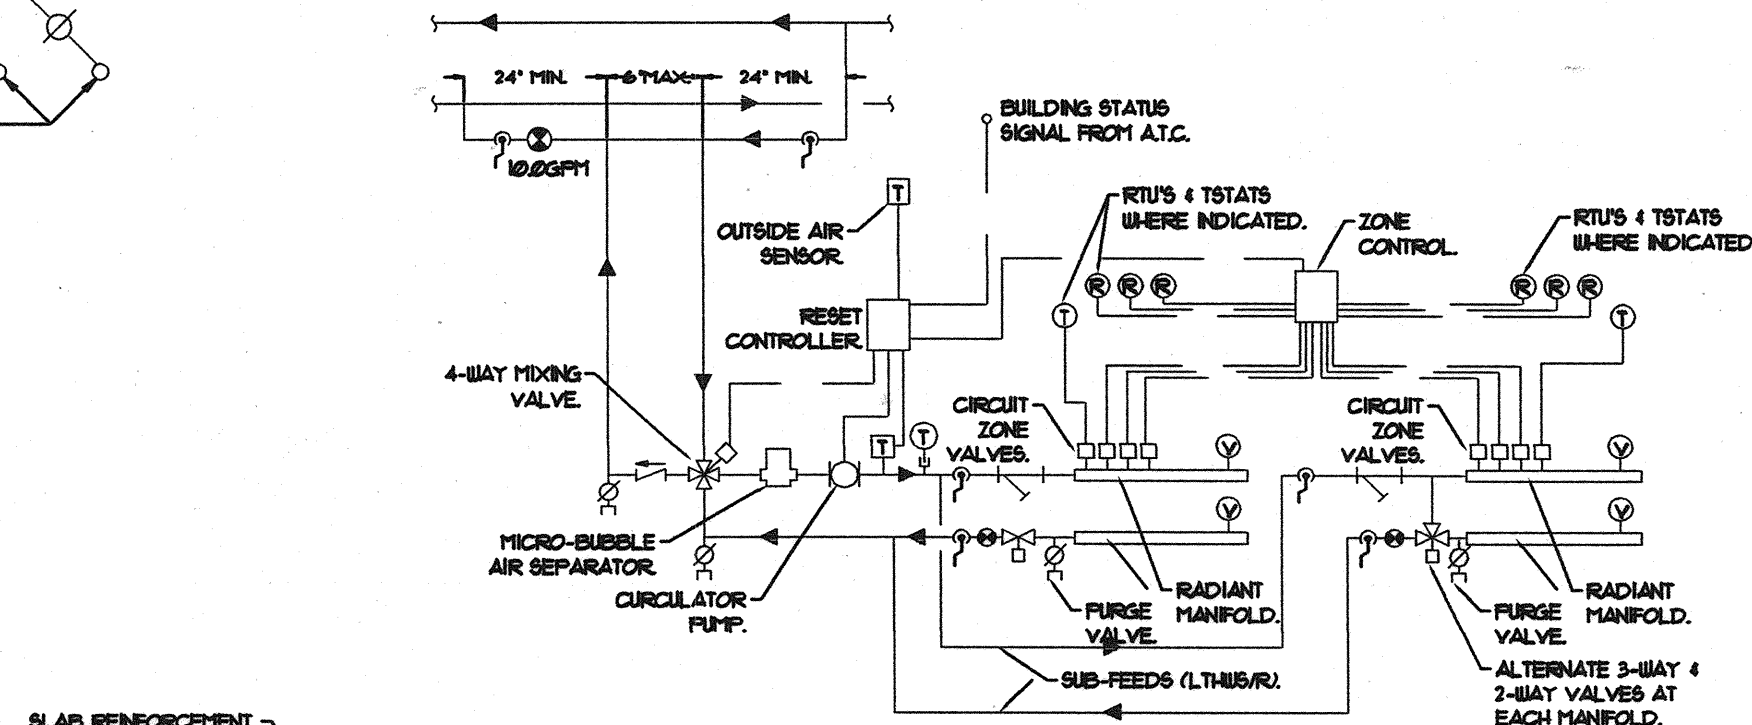 24" MIN.
6" MAX.
24" MIN.
10.0GPM
BUILDING STATUS
SIGNAL FROM A.T.C.
T
OUTSIDE AIR
SENSOR.
RTU'S & TSTATS
WHERE INDICATED.
ZONE
CONTROL.
RTU'S & TSTATS
WHERE INDICATED
R R R
R R R
T
T
RESET
CONTROLLER.
4-WAY MIXING
VALVE.
CIRCUIT
ZONE
VALVES.
CIRCUIT
ZONE
VALVES.
T
T
V
V
V
V
MICRO-BUBBLE
AIR SEPARATOR.
CURCULATOR
PUMP.
PURGE
VALVE.
RADIANT
MANIFOLD.
PURGE
VALVE.
RADIANT
MANIFOLD.
SUB-FEEDS (LTHWS/R).
ALTERNATE 3-WAY &
2-WAY VALVES AT
EACH MANIFOLD.
SLAB REINFORCEMENT